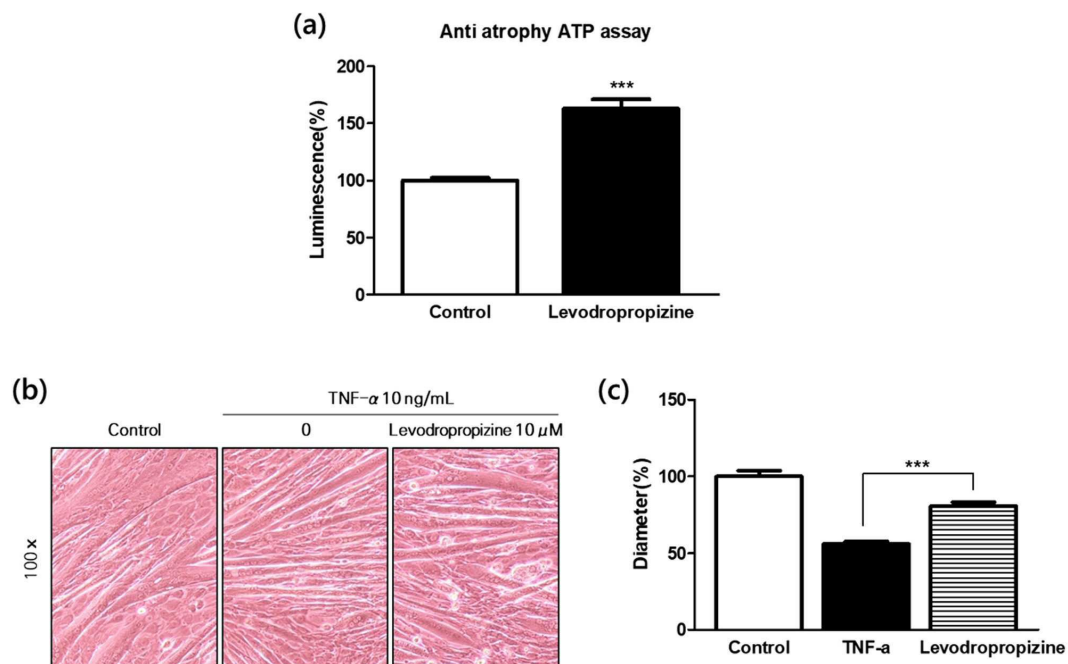 (a)
Anti atrophy ATP assay
Luminescence(%)
200
150
100
50
0
***
Control
Levodropropizine
(b)
TNF-α 10 ng/mL
Control
0
Levodropropizine 10 μM
100 x
(c)
Diameter(%)
150
100
50
0
***
Control
TNF-a
Levodropropizine